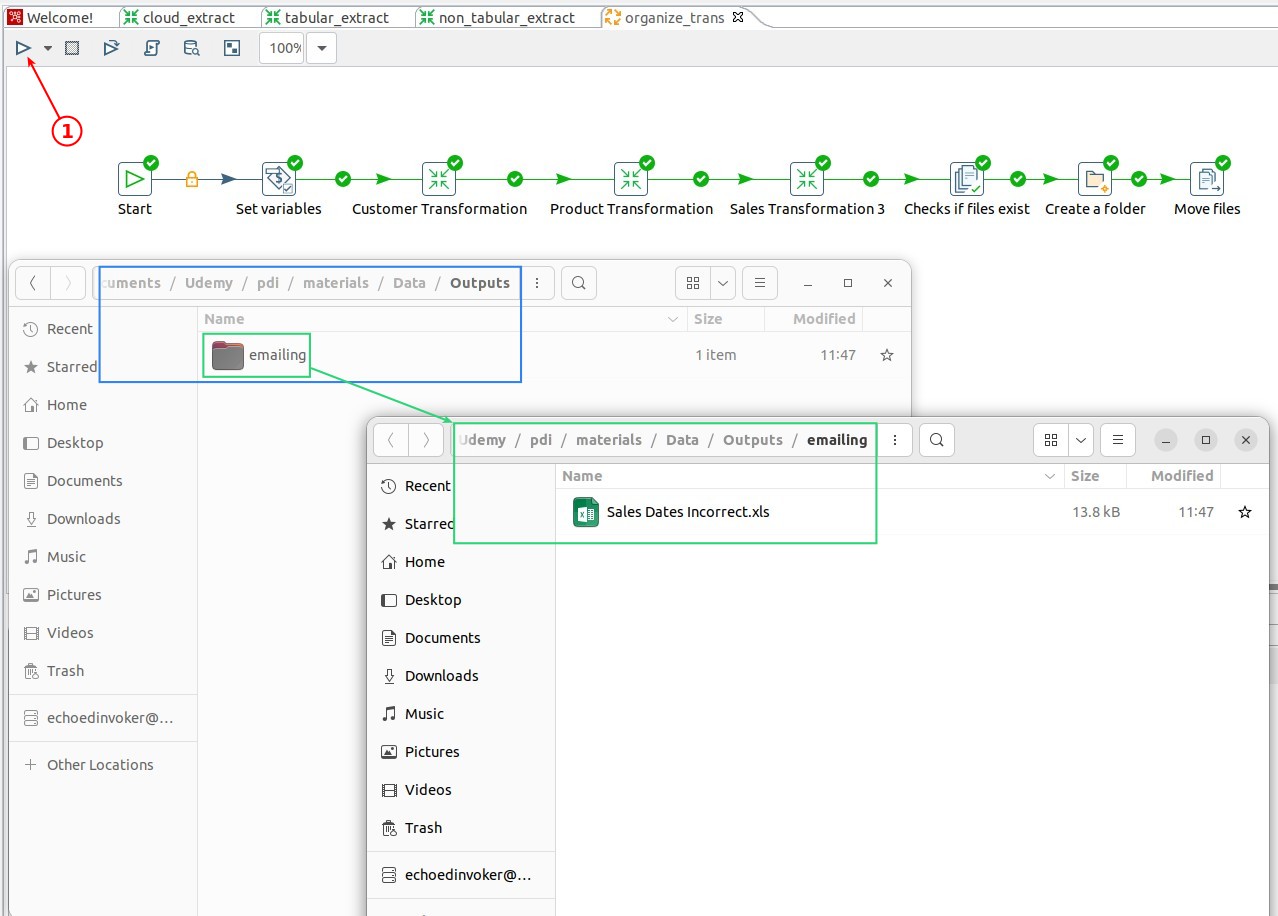 Welcome! cloud_extract tabular_extract non_tabular_extract organize_trans
100%
1
Start Set variables Customer Transformation Product Transformation Sales Transformation 3 Checks if files exist Create a folder Move files
cuments / Udemy / pdi / materials / Data / Outputs
Name Size Modified
emaiing 1 item 11:47
Recent
Starred
Home
Desktop
Documents
Downloads
Music
Pictures
Videos
Trash
echoedinvoker@...
Other Locations
Udemy / pdi / materials / Data / Outputs / emailing
Name Size Modified
Sales Dates Incorrect.xls 13.8 kB 11:47
Recent
Starred
Home
Desktop
Documents
Downloads
Music
Pictures
Videos
Trash
echoedinvoker@...